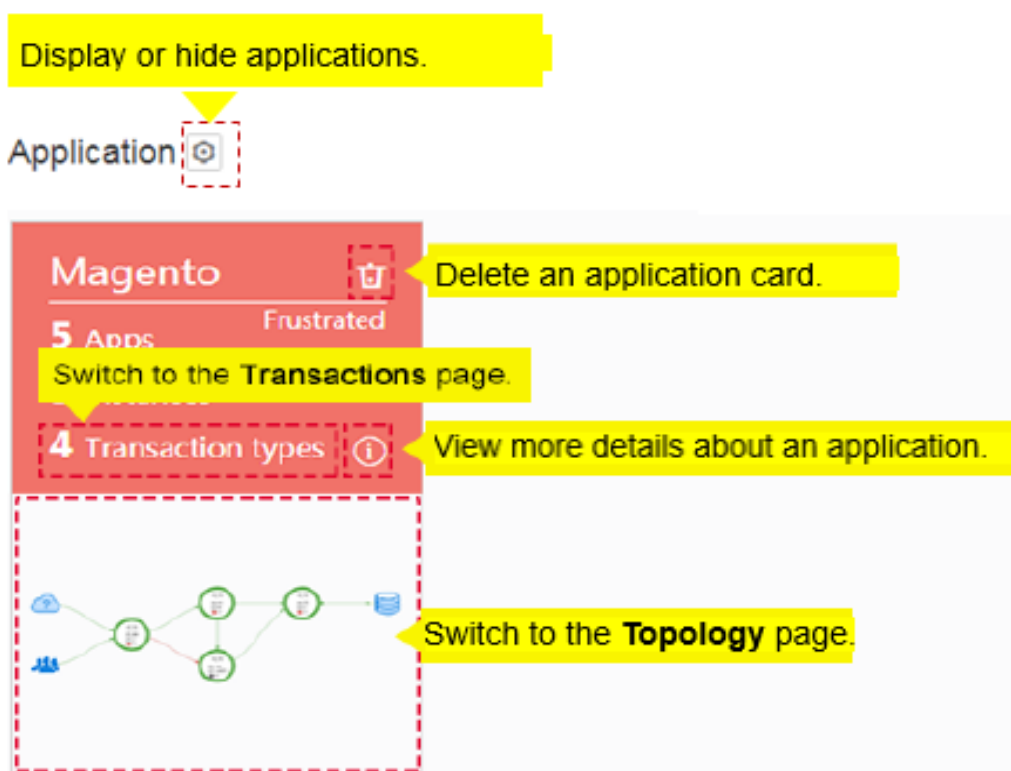 Display or hide applications.
Application
Magento
Delete an application card.
Frustrated
5 Apps
Switch to the Transactions page.
4 Transaction types
View more details about an application.
Switch to the Topology page.